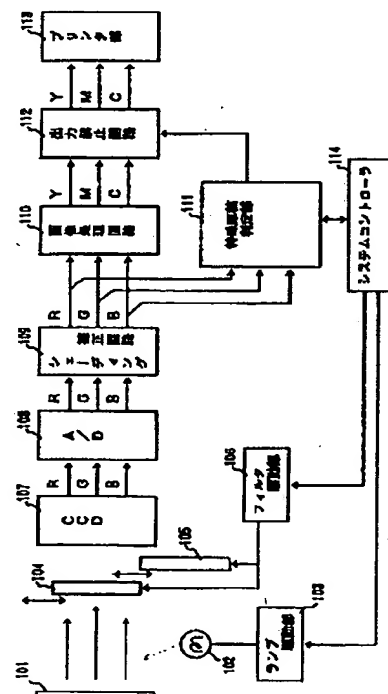 101
102
103
ランプ
駆動部
104
105
106
フィルタ
駆動部
107
CCD
R
G
B
108
A/D
R
G
B
109
シェーディング
補正回路
R
G
B
110
画像処理回路
Y
M
C
111
特殊原稿
判定部
112
出力禁止回路
Y
M
C
113
プリンタ部
114
システムコントローラ